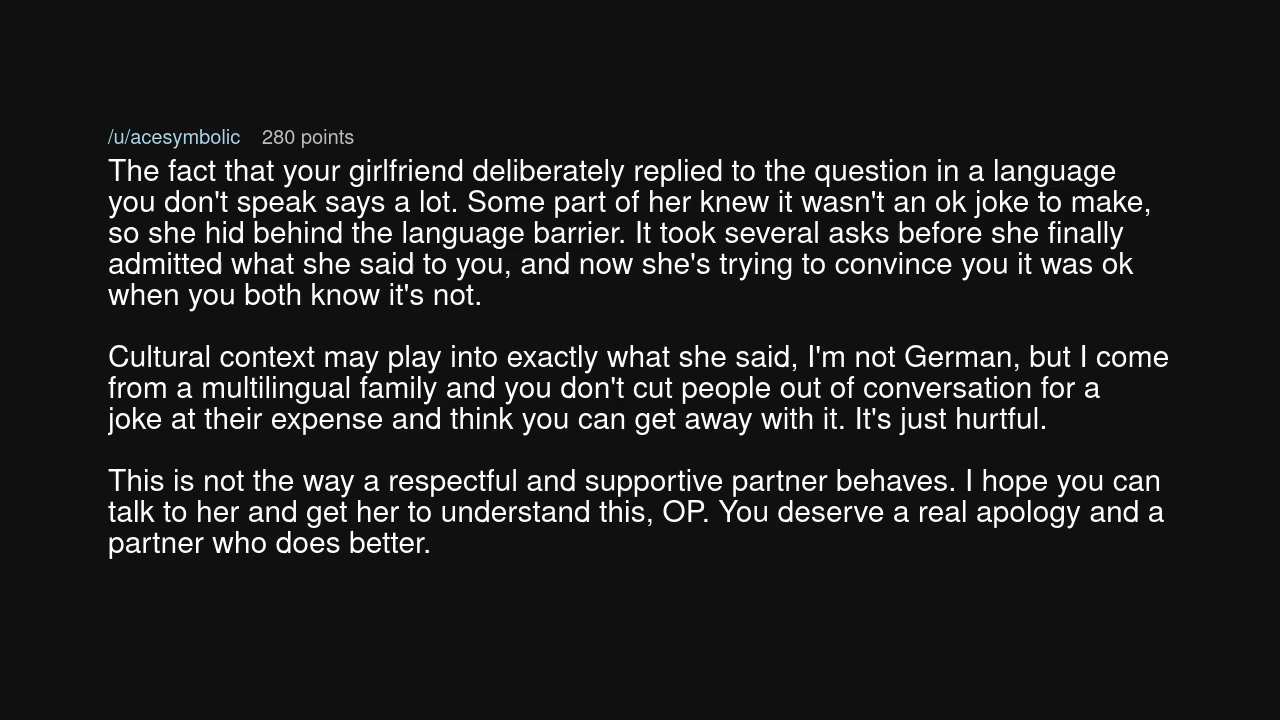 /u/acesymbolic 280 points
The fact that your girlfriend deliberately replied to the question in a language
you don't speak says a lot. Some part of her knew it wasn't an ok joke to make,
so she hid behind the language barrier. It took several asks before she finally
admitted what she said to you, and now she's trying to convince you it was ok
when you both know it's not.
Cultural context may play into exactly what she said, I'm not German, but I come
from a multilingual family and you don't cut people out of conversation for a
joke at their expense and think you can get away with it. It's just hurtful.
This is not the way a respectful and supportive partner behaves. I hope you can
talk to her and get her to understand this, OP. You deserve a real apology and a
partner who does better.